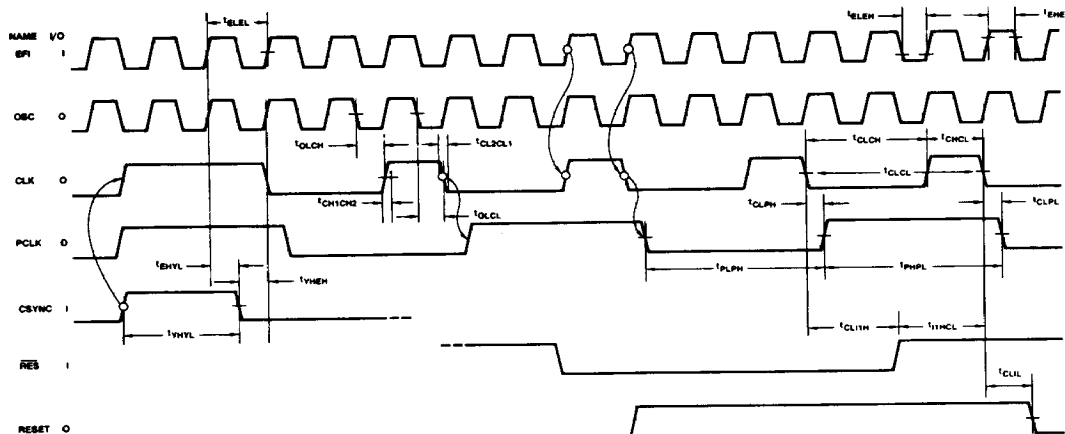 tELEL
tELEH
tEHE
NAME I/O
EFI I
OSC O
tOLCH
tCL2CL1
tCLCH
tCHCL
CLK O
tCLCL
tCH1CH2
tOLCL
tCLPH
tCLPL
PCLK O
tEHYL
tYHEH
tPLPH
tPHPL
CSYNC I
tYHYL
tCLI1H
tI1HCL
RES I
tCLIL
RESET O